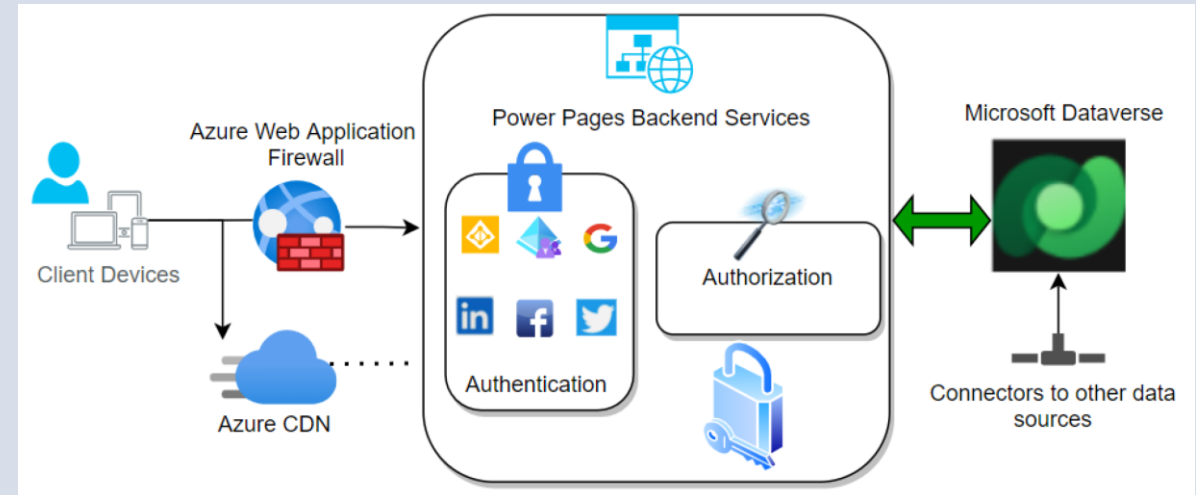 Power Pages Backend Services
Microsoft Dataverse
Azure Web Application
Firewall
Client Devices
Azure CDN
G
in
f
Authentication
Authorization
Connectors to other data
sources